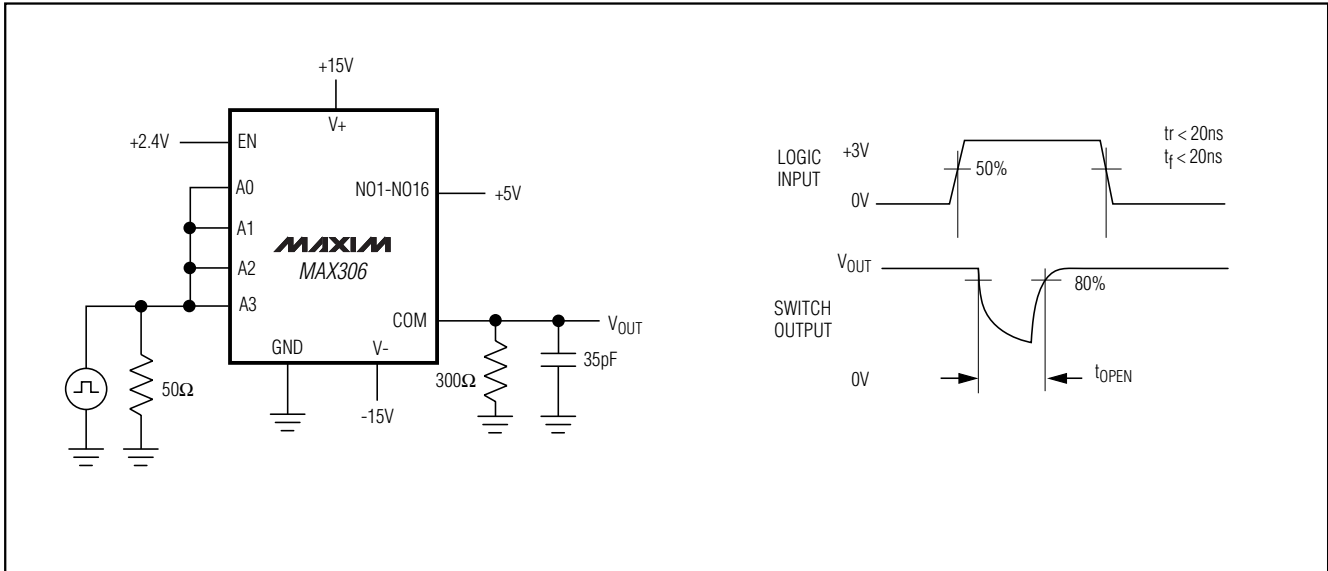 +15V
V+
+2.4V
EN
A0
NO1-NO16
+5V
A1
MAXIM
A2
MAX306
A3
COM
VOUT
GND
V-
50Ω
300Ω
35pF
-15V
LOGIC
INPUT
+3V
50%
0V
tr < 20ns
tf < 20ns
VOUT
80%
SWITCH
OUTPUT
0V
tOPEN